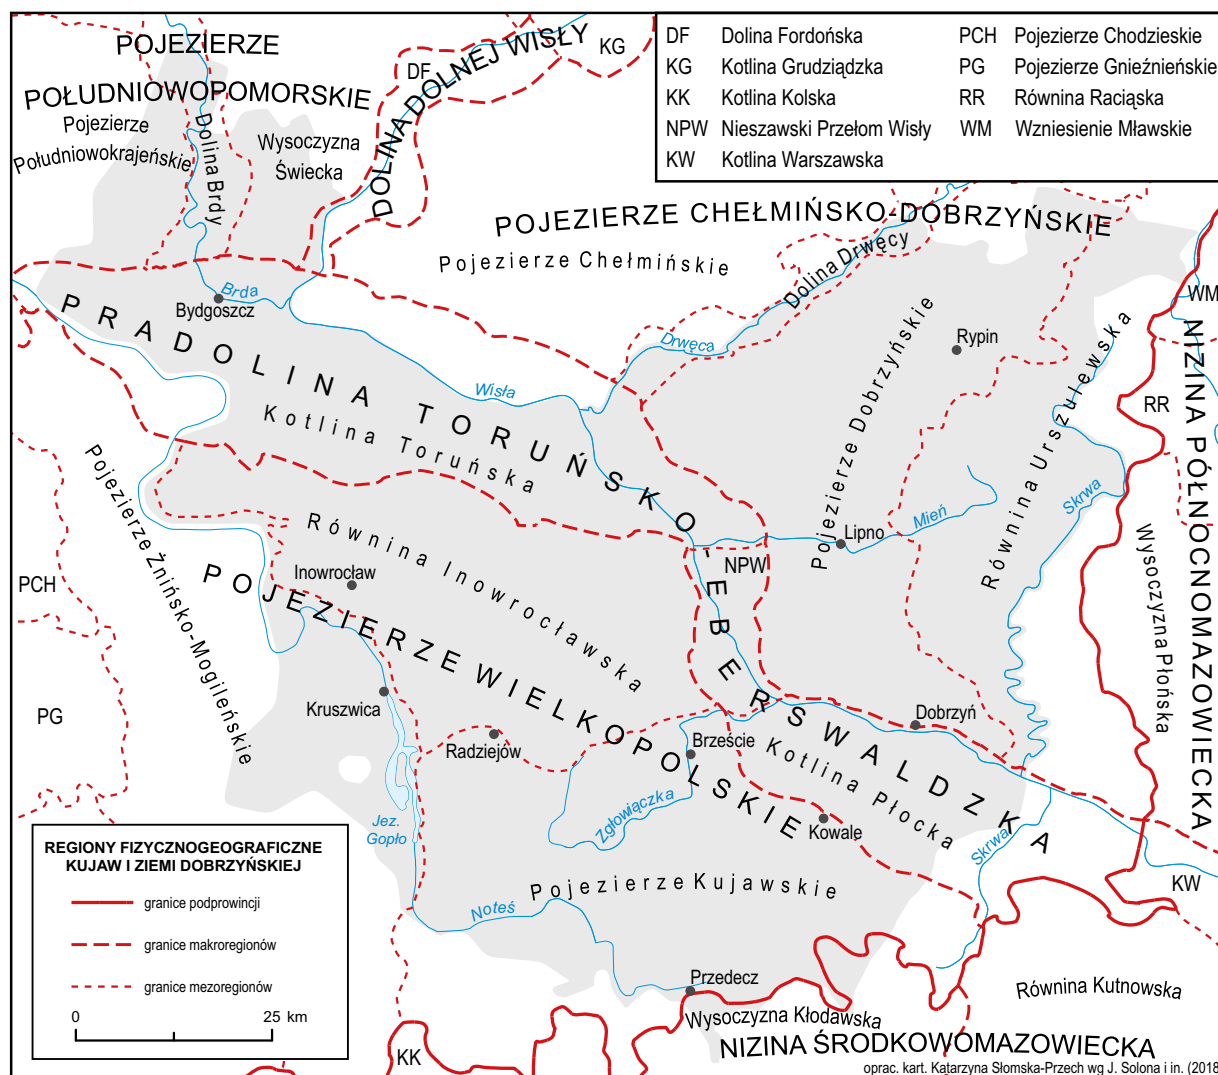 POJEZIERZE
POŁUDNIOWOPOMORSKIE
Pojezierze
Południowokrajeńskie
Dolina Brdy
Wysoczyzna
Świecka
DF
DOLINA DOLNEJ WISŁY
KG
DF Dolina Fordońska
KG Kotlina Grudziądzka
KK Kotlina Kolska
NPW Nieszawski Przełom Wisły
KW Kotlina Warszawska
PCH Pojezierze Chodzieskie
PG Pojezierze Gnieźnieńskie
RR Równina Raciąska
WM Wzniesienie Mławskie
POJEZIERZE CHEŁMIŃSKO-DOBRZYŃSKIE
Pojezierze Chełmińskie
Dolina Drwęcy
Brda
Bydgoszcz
Drwęca
Wisła
PRADOLINA TORUŃSKO-EBERSWALDZKA
Kotlina Toruńska
Pojezierze Dobrzyńskie
Rypin
Równina Urszulewska
WM
RR
NIZINA PÓŁNOCNOMAZOWIECKA
Wysoczyzna Płońska
Skrwa
Mień
Lipno
NPW
Pojezierze Żnińsko-Mogileńskie
Równina Inowrocławska
Inowrocław
POJEZIERZE WIELKOPOLSKIE
PCH
PG
Kruszwica
Radziejów
Brzeście
Dobrzyń
Kotlina Płocka
Kowale
Zgłowiączka
Jez.
Gopło
Skrwa
KW
Pojezierze Kujawskie
Noteś
Przedecz
Wysoczyzna Kłodawska
Równina Kutnowska
NIZINA ŚRODKOWOMAZOWIECKA
KK
REGIONY FIZYCZNOGEOGRAFICZNE
KUJAW I ZIEMI DOBRZYŃSKIEJ
granice podprowincji
granice makroregionów
granice mezoregionów
0 25 km
oprac. kart. Katarzyna Słomska-Przech wg J. Solona i in. (2018